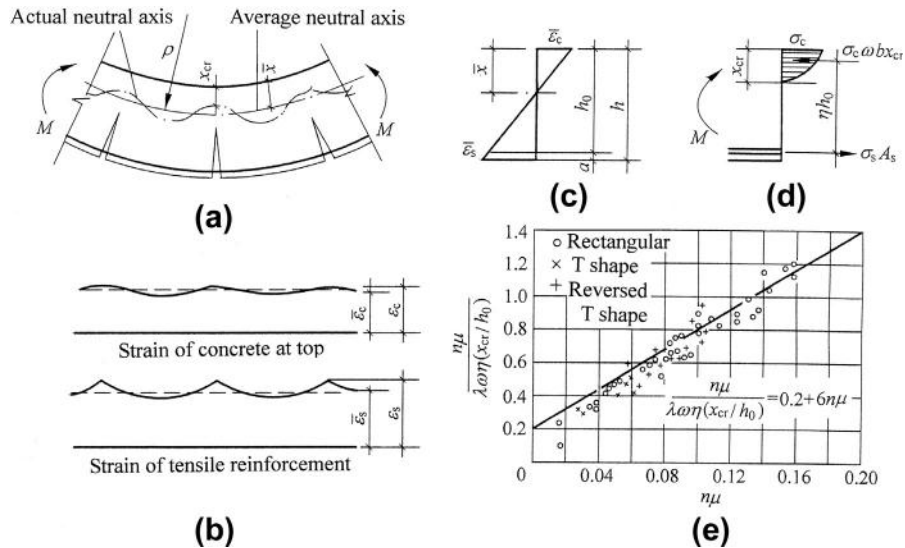 Actual neutral axis
Average neutral axis
ρ
x_cr
x̄
M
M
(a)
ε̄_c
x̄
h_0
h
ε̄_s
a
(c)
σ_c
σ_c ωbx_cr
x_cr
ηh_0
M
σ_s A_s
(d)
ε̄_c
ε_c
Strain of concrete at top
ε̄_s
ε_s
Strain of tensile reinforcement
(b)
1.4
1.2
1.0
0.8
0.6
0.4
0.2
0
nμ
λωη(x_cr/h_0)
○ Rectangular
× T shape
+ Reversed
T shape
nμ
λωη(x_cr/h_0) =0.2+6nμ
0.04
0.08
0.12
0.16
0.20
nμ
(e)